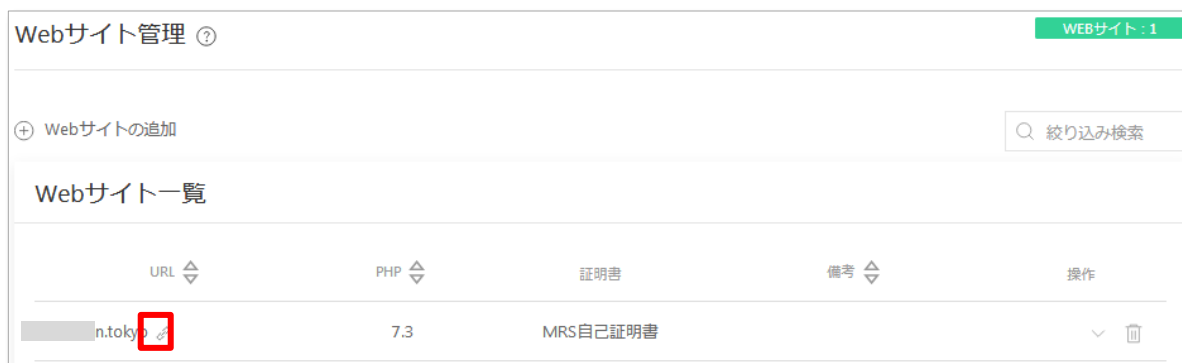 Webサイト管理 ?
WEBサイト : 1
+ Webサイトの追加
絞り込み検索
Webサイト一覧
URL PHP 証明書 備考 操作
n.tokyo 7.3 MRS自己証明書